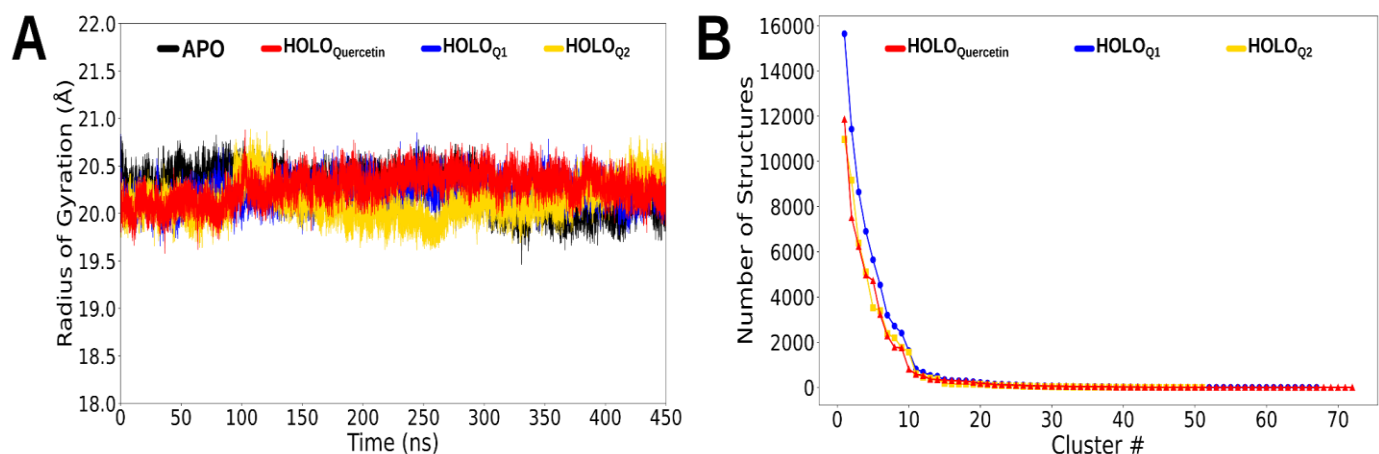 A
APO HOLOQuercetin HOLOQ1 HOLOQ2
Radius of Gyration (Å)
22.0
21.5
21.0
20.5
20.0
19.5
19.0
18.5
18.0
0 50 100 150 200 250 300 350 400 450
Time (ns)
B
HOLOQuercetin HOLOQ1 HOLOQ2
Number of Structures
16000
14000
12000
10000
8000
6000
4000
2000
0
0 10 20 30 40 50 60 70
Cluster #